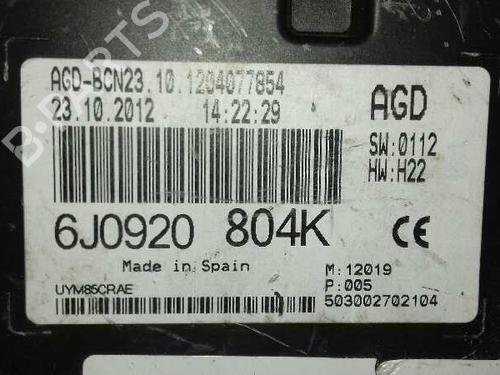 AGD-BCN23.10.1204077854
23.10.2012 14:22:29
AGD
SW:0112
HW:H22
6J0920 804K
CE
Made in Spain
UYM85CRAE
M:12019
P:005
503002702104
B-PARTS